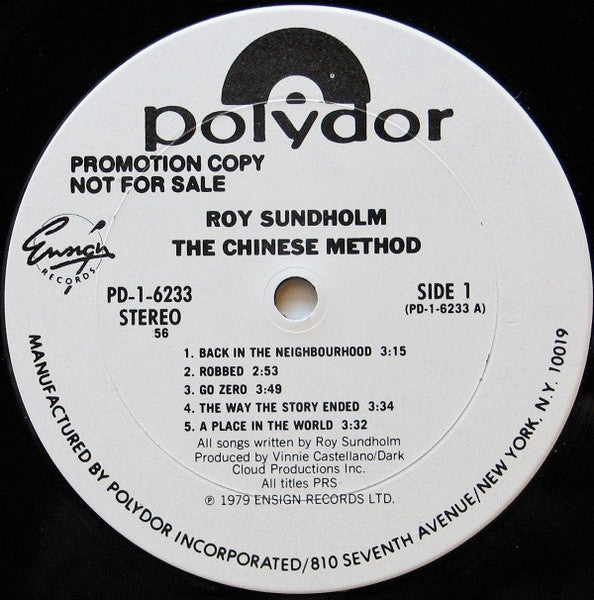 polydor
PROMOTION COPY
NOT FOR SALE
ROY SUNDHOLM
THE CHINESE METHOD
Ensign
RECORDS
PD-1-6233
STEREO
56
SIDE 1
(PD-1-6233 A)
1. BACK IN THE NEIGHBOURHOOD 3:15
2. ROBBED 2:53
3. GO ZERO 3:49
4. THE WAY THE STORY ENDED 3:34
5. A PLACE IN THE WORLD 3:32
All songs written by Roy Sundholm
Produced by Vinnie Castellano/Dark
Cloud Productions Inc.
All titles PRS
℗ 1979 ENSIGN RECORDS LTD.
MANUFACTURED BY POLYDOR INCORPORATED/810 SEVENTH AVENUE/NEW YORK, N.Y. 10019